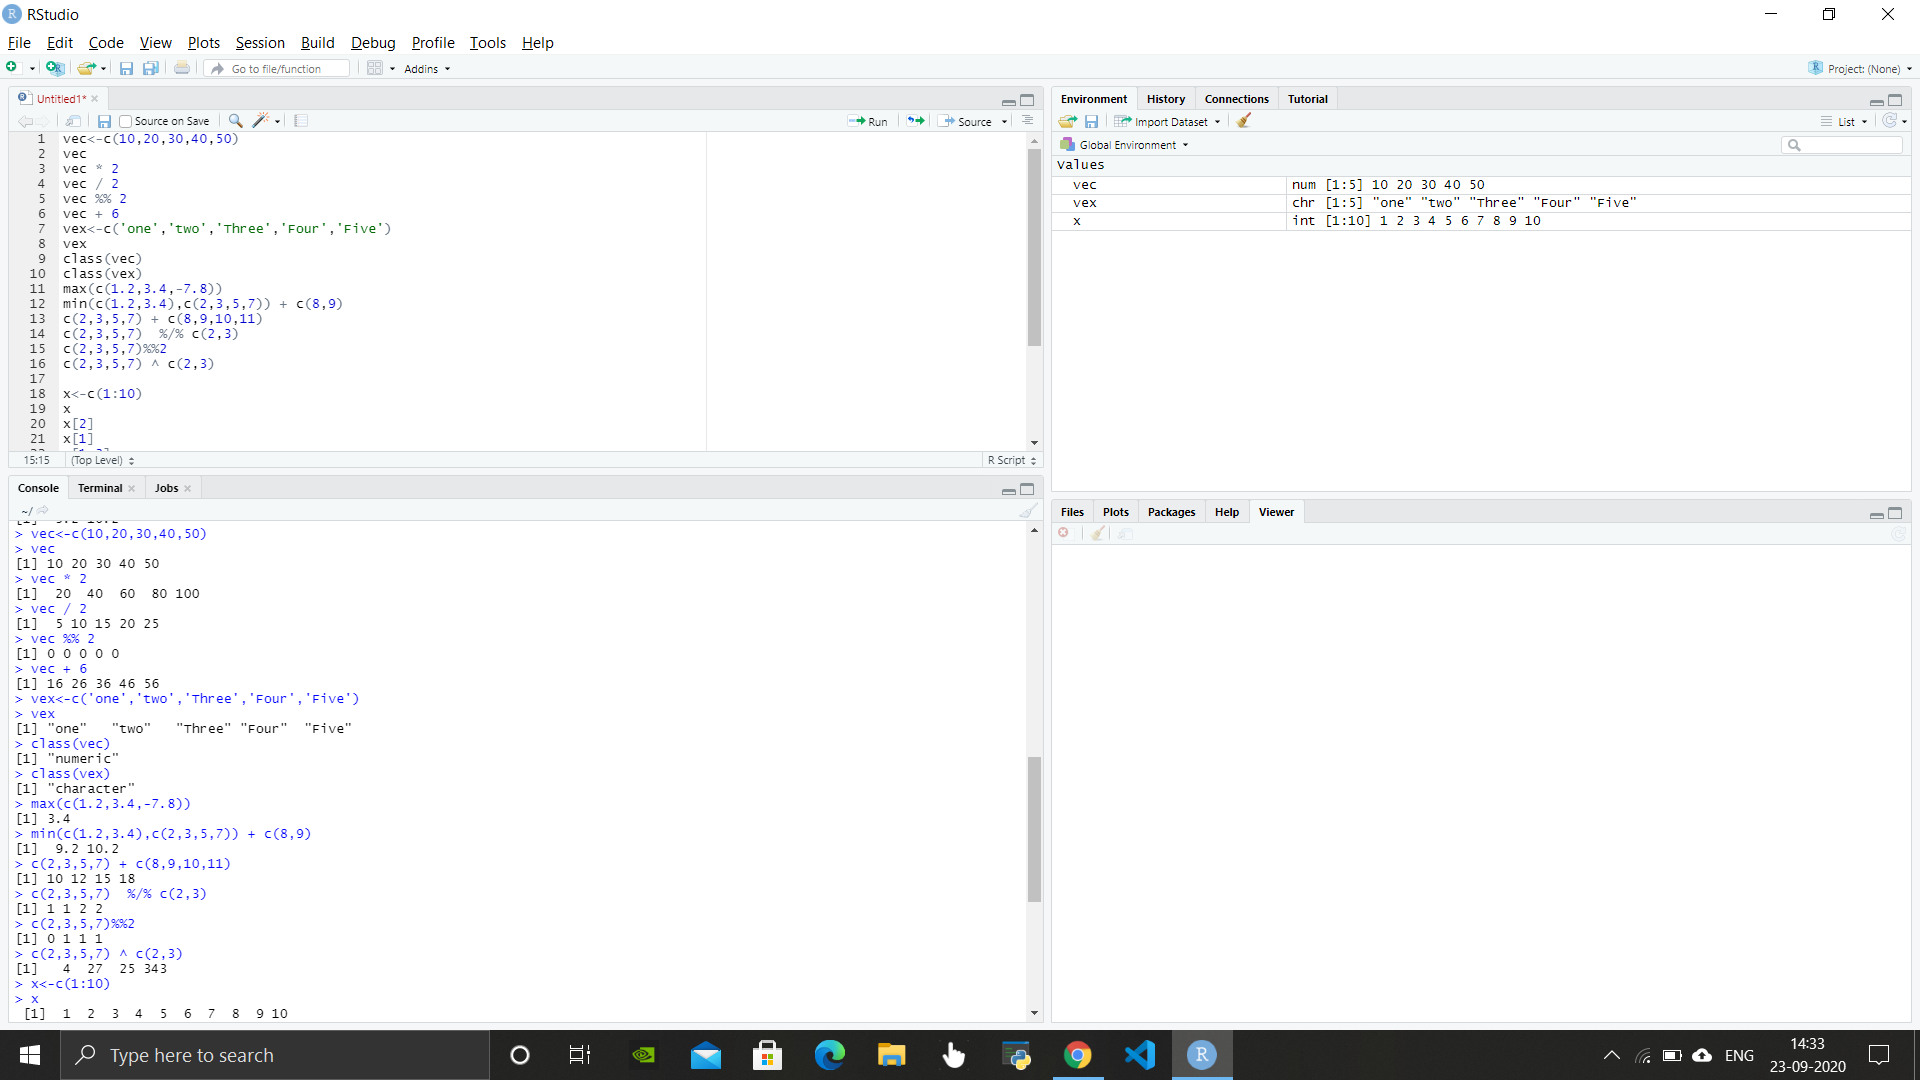 RStudio
File Edit Code View Plots Session Build Debug Profile Tools Help
Go to file/function Addins Project: (None)
Untitled1*
Source on Save Run Source
1 vec<-c(10,20,30,40,50)
2 vec
3 vec * 2
4 vec / 2
5 vec %% 2
6 vec + 6
7 vex<-c('one','two','Three','Four','Five')
8 vex
9 class(vec)
10 class(vex)
11 max(c(1.2,3.4,-7.8))
12 min(c(1.2,3.4),c(2,3,5,7)) + c(8,9)
13 c(2,3,5,7) + c(8,9,10,11)
14 c(2,3,5,7)  %/% c(2,3)
15 c(2,3,5,7)%%2
16 c(2,3,5,7) ^ c(2,3)
17
18 x<-c(1:10)
19 x
20 x[2]
21 x[1]
15:15 (Top Level) R Script
Console Terminal Jobs
~/
> vec<-c(10,20,30,40,50)
> vec
[1] 10 20 30 40 50
> vec * 2
[1]  20  40  60  80 100
> vec / 2
[1]  5 10 15 20 25
> vec %% 2
[1] 0 0 0 0 0
> vec + 6
[1] 16 26 36 46 56
> vex<-c('one','two','Three','Four','Five')
> vex
[1] "one"   "two"   "Three" "Four"  "Five"
> class(vec)
[1] "numeric"
> class(vex)
[1] "character"
> max(c(1.2,3.4,-7.8))
[1] 3.4
> min(c(1.2,3.4),c(2,3,5,7)) + c(8,9)
[1]  9.2 10.2
> c(2,3,5,7) + c(8,9,10,11)
[1] 10 12 15 18
> c(2,3,5,7)  %/% c(2,3)
[1] 1 1 2 2
> c(2,3,5,7)%%2
[1] 0 1 1 1
> c(2,3,5,7) ^ c(2,3)
[1]   4  27  25 343
> x<-c(1:10)
> x
[1]  1  2  3  4  5  6  7  8  9 10
Environment History Connections Tutorial
Import Dataset List
Global Environment
Values
vec num [1:5] 10 20 30 40 50
vex chr [1:5] "one" "two" "Three" "Four" "Five"
x int [1:10] 1 2 3 4 5 6 7 8 9 10
Files Plots Packages Help Viewer
Type here to search
ENG
14:33
23-09-2020